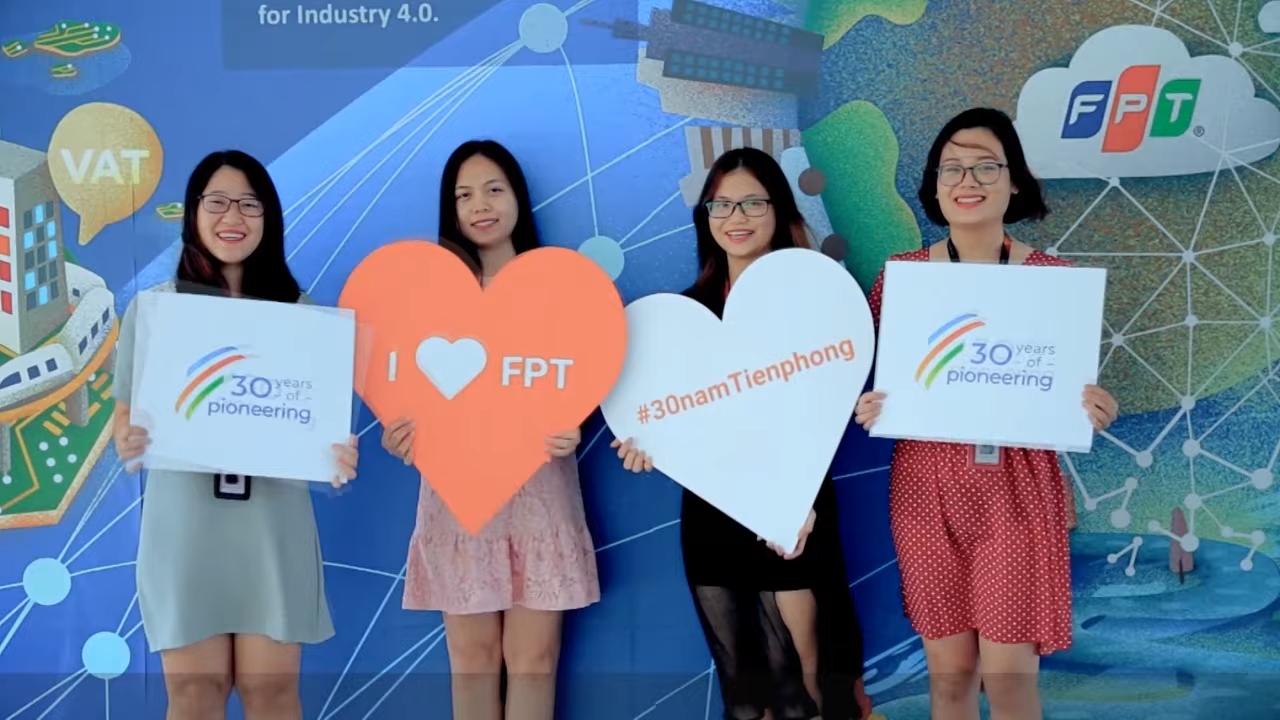 for Industry 4.0.
VAT
FPT®
I FPT
#30namTienphong
30 years
of
pioneering
30 years
of
pioneering